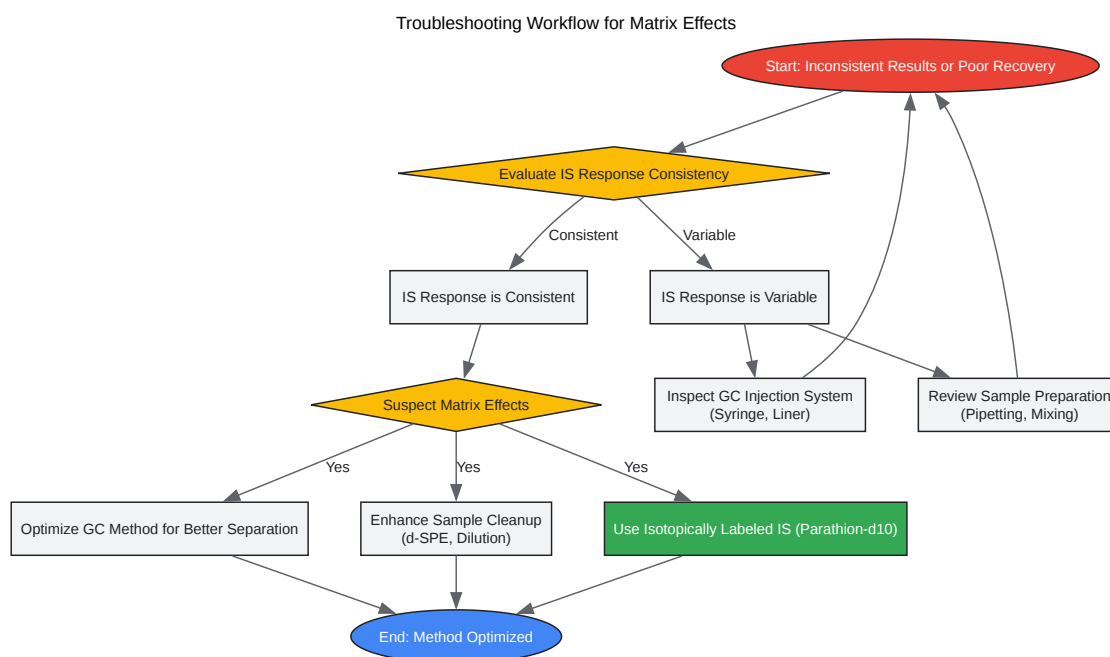 Troubleshooting Workflow for Matrix Effects
Start: Inconsistent Results or Poor Recovery
Evaluate IS Response Consistency
Consistent
Variable
IS Response is Consistent
IS Response is Variable
Inspect GC Injection System
(Syringe, Liner)
Review Sample Preparation
(Pipetting, Mixing)
Suspect Matrix Effects
Yes
Yes
Yes
Optimize GC Method for Better Separation
Enhance Sample Cleanup
(d-SPE, Dilution)
Use Isotopically Labeled IS (Parathion-d10)
End: Method Optimized